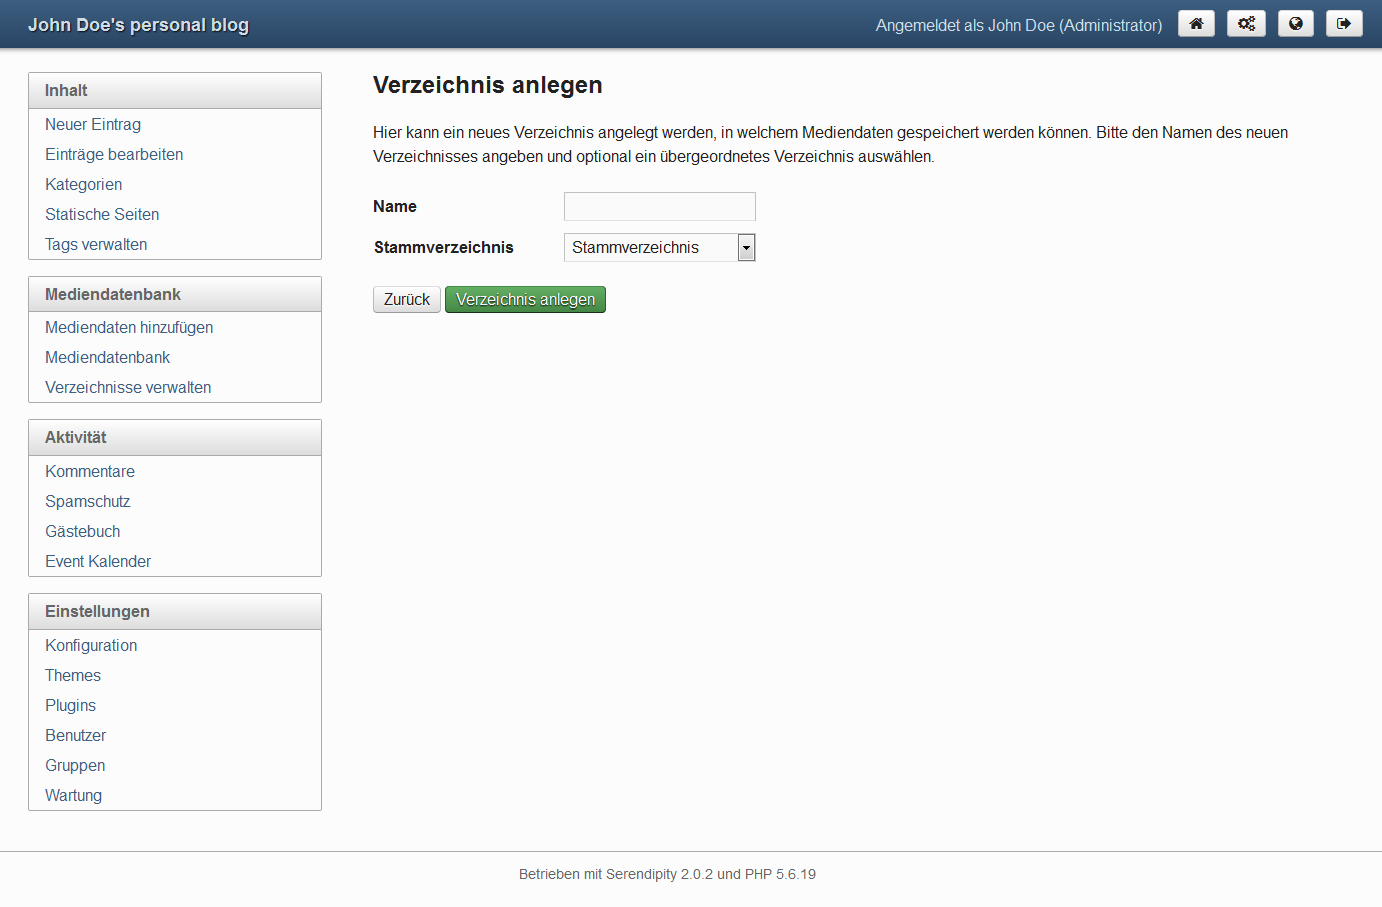 John Doe's personal blog
Angemeldet als John Doe (Administrator)
Inhalt
Neuer Eintrag
Einträge bearbeiten
Kategorien
Statische Seiten
Tags verwalten
Mediendatenbank
Mediendaten hinzufügen
Mediendatenbank
Verzeichnisse verwalten
Aktivität
Kommentare
Spamschutz
Gästebuch
Event Kalender
Einstellungen
Konfiguration
Themes
Plugins
Benutzer
Gruppen
Wartung
Verzeichnis anlegen
Hier kann ein neues Verzeichnis angelegt werden, in welchem Mediendaten gespeichert werden können. Bitte den Namen des neuen
Verzeichnisses angeben und optional ein übergeordnetes Verzeichnis auswählen.
Name
Stammverzeichnis Stammverzeichnis
Zurück Verzeichnis anlegen
Betrieben mit Serendipity 2.0.2 und PHP 5.6.19